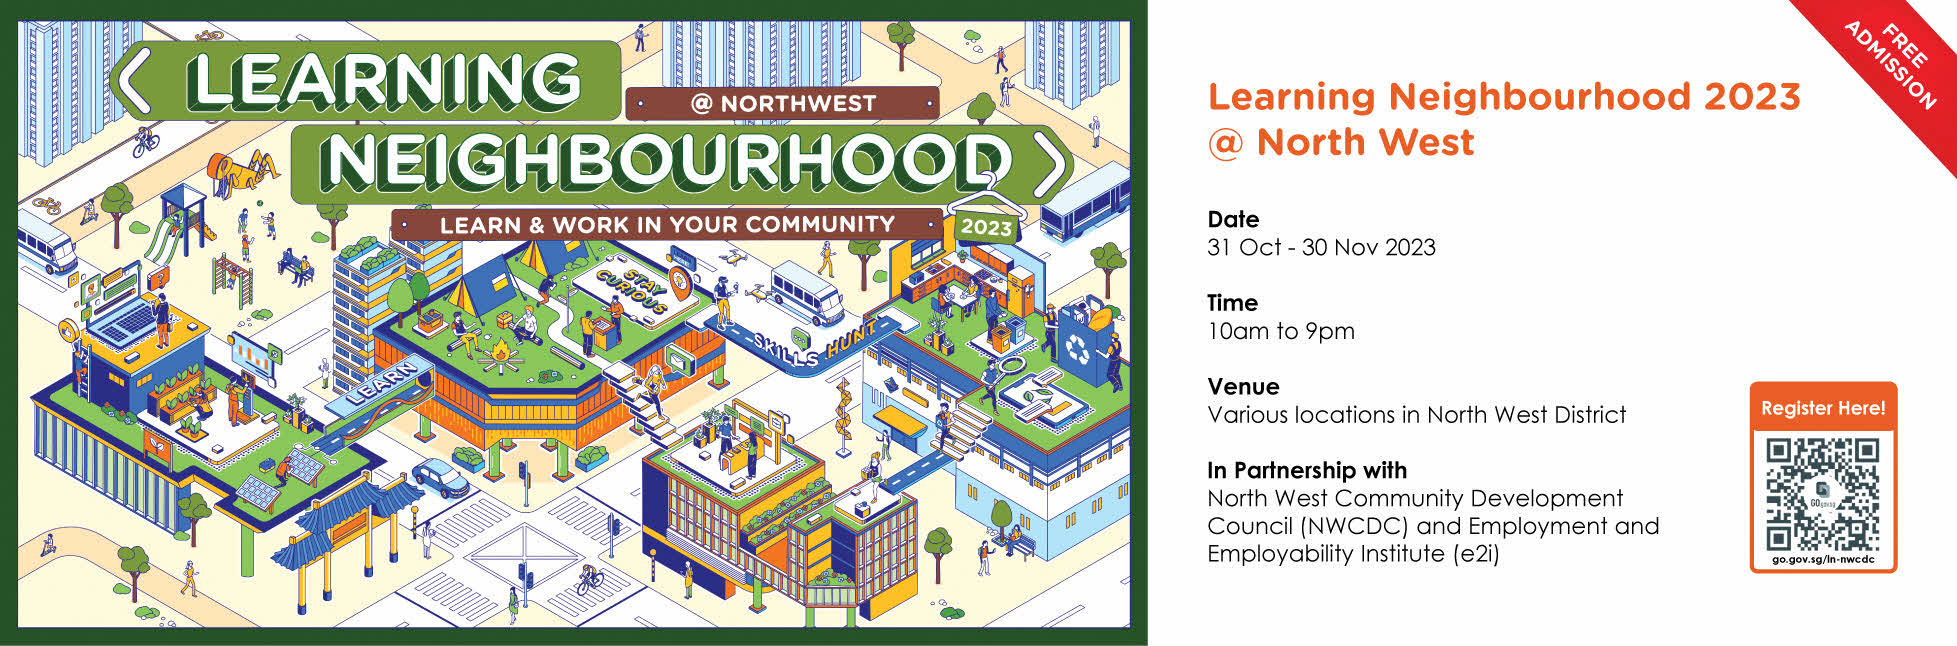 LEARNING
@ NORTHWEST
NEIGHBOURHOOD
LEARN & WORK IN YOUR COMMUNITY
2023
STAY
CURIOUS
SKILLS HUNT
LEARN
FREE
ADMISSION
Learning Neighbourhood 2023
@ North West
Date
31 Oct - 30 Nov 2023
Time
10am to 9pm
Venue
Various locations in North West District
In Partnership with
North West Community Development
Council (NWCDC) and Employment and
Employability Institute (e2i)
Register Here!
GOgovsg
go.gov.sg/ln-nwcdc